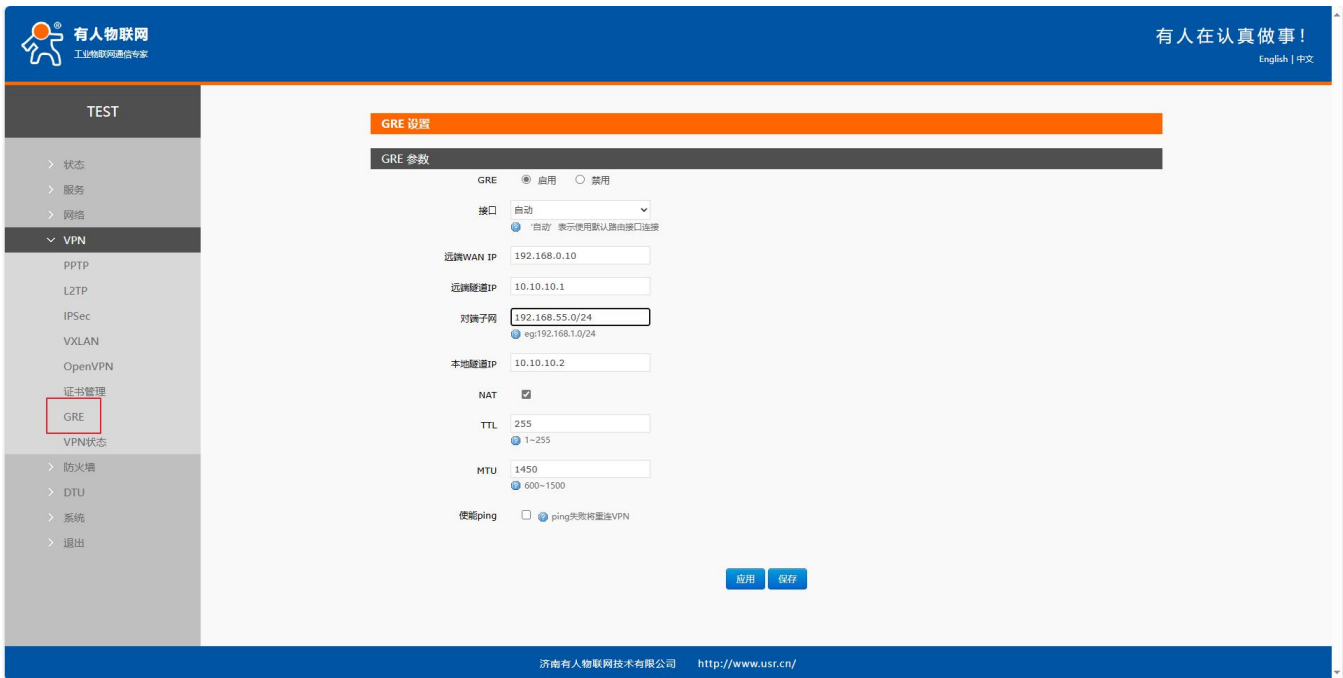 有人物联网
工业物联网通信专家
有人在认真做事！
English | 中文
TEST
状态
服务
网络
VPN
PPTP
L2TP
IPSec
VXLAN
OpenVPN
证书管理
GRE
VPN状态
防火墙
DTU
系统
退出
GRE 设置
GRE 参数
GRE 启用 禁用
接口 自动
'自动' 表示使用默认路由接口连接
远端WAN IP 192.168.0.10
远端隧道IP 10.10.10.1
对端子网 192.168.55.0/24
eg:192.168.1.0/24
本地隧道IP 10.10.10.2
NAT
TTL 255
1~255
MTU 1450
600~1500
使能ping ping失败将重连VPN
应用 保存
济南有人物联网技术有限公司 http://www.usr.cn/